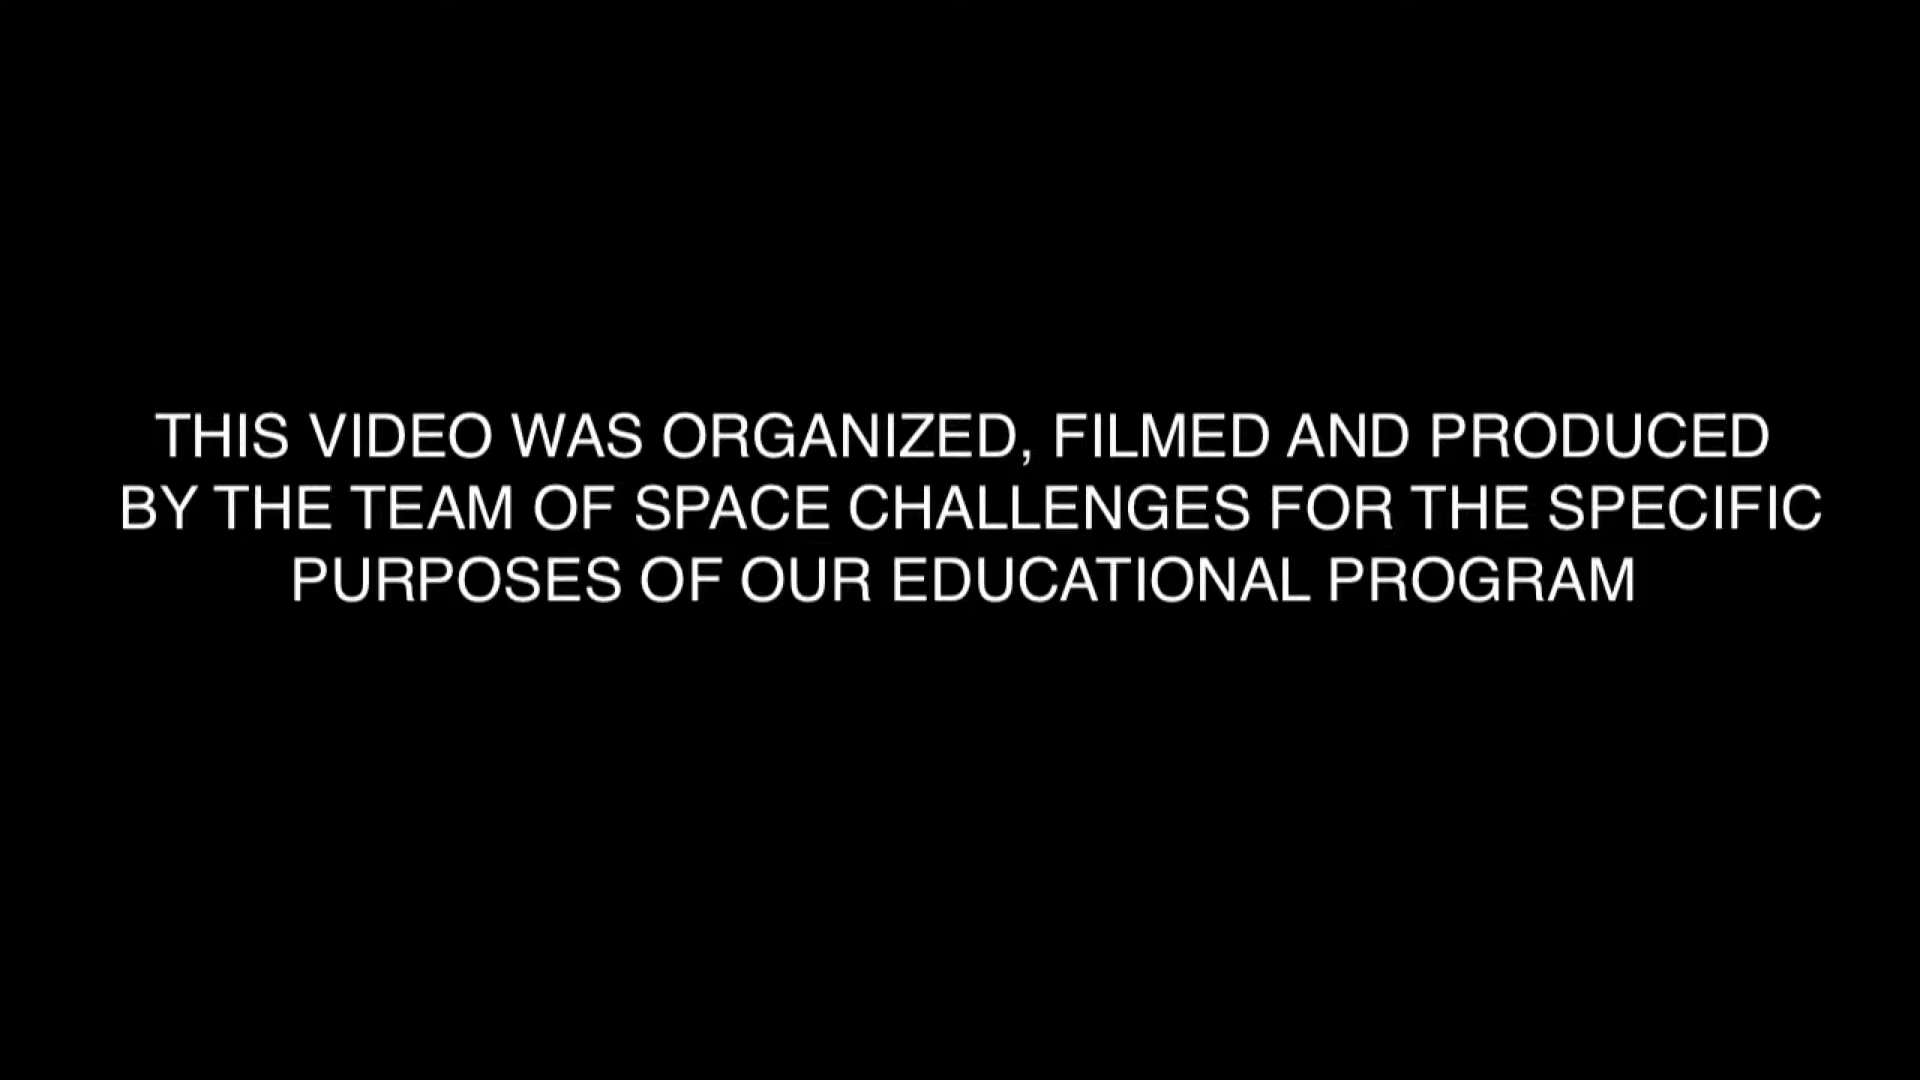 THIS VIDEO WAS ORGANIZED, FILMED AND PRODUCED
BY THE TEAM OF SPACE CHALLENGES FOR THE SPECIFIC
PURPOSES OF OUR EDUCATIONAL PROGRAM